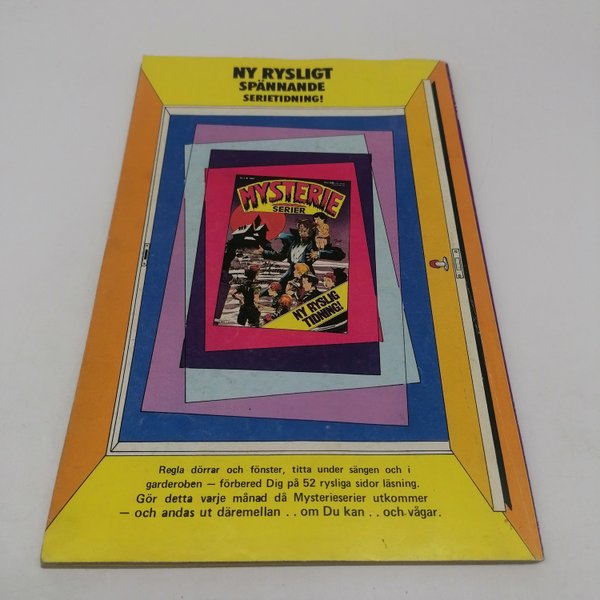 NY RYSLIGT
SPÄNNANDE
SERIETIDNING!
MYSTERIE
SERIER
NY RYSLIG
TIDNING!
Regla dörrar och fönster, titta under sängen och i
garderoben — förbered Dig på 52 rysliga sidor läsning.
Gör detta varje månad då Mysterieserier utkommer
— och andas ut däremellan . . om Du kan . . och vågar.